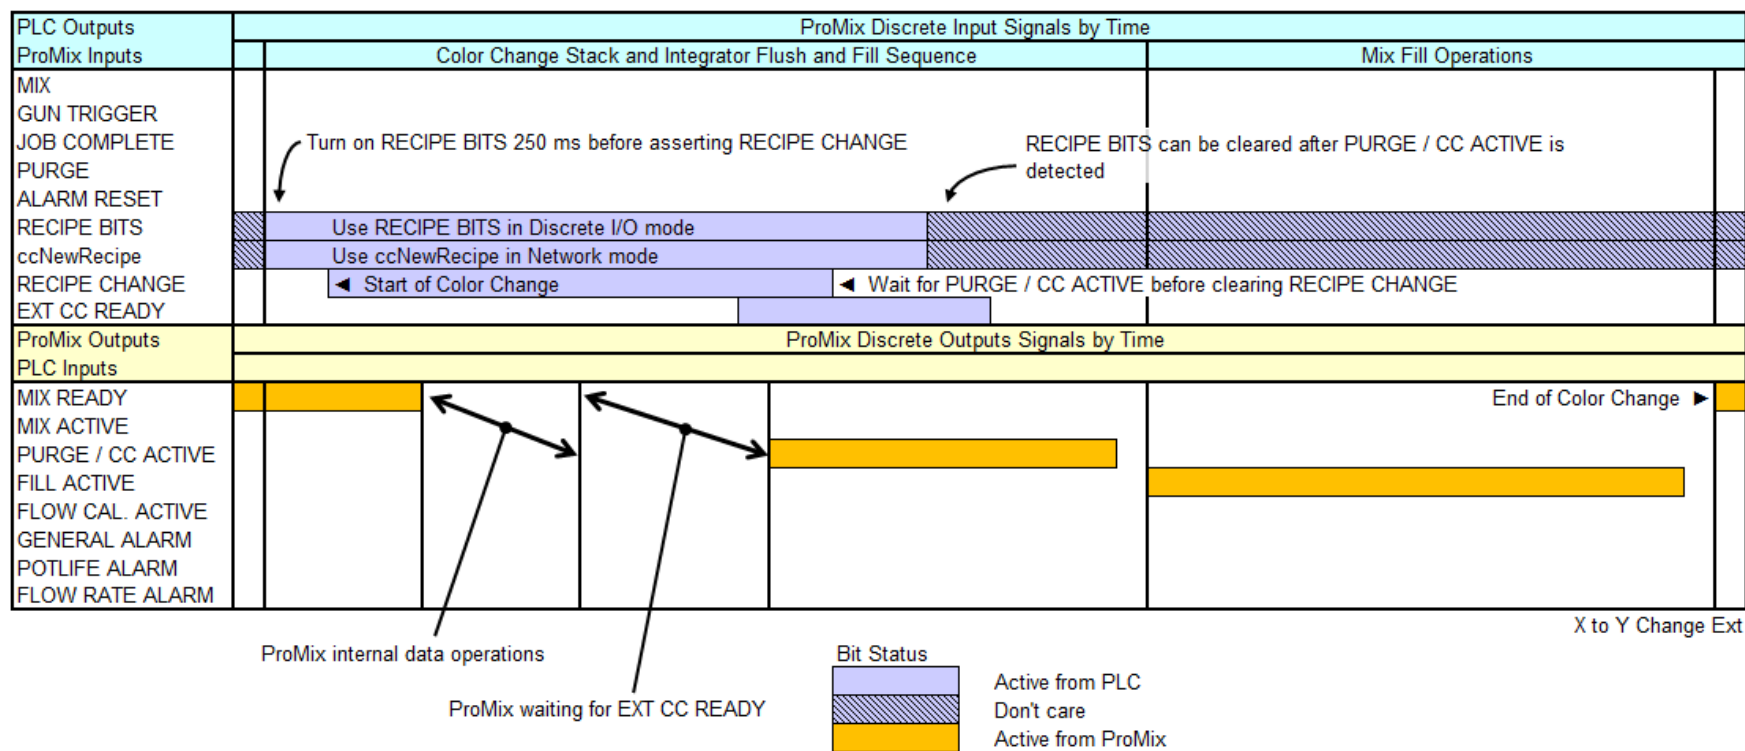 PLC Outputs
ProMix Discrete Input Signals by Time
ProMix Inputs
Color Change Stack and Integrator Flush and Fill Sequence
Mix Fill Operations
MIX
GUN TRIGGER
JOB COMPLETE
Turn on RECIPE BITS 250 ms before asserting RECIPE CHANGE
RECIPE BITS can be cleared after PURGE / CC ACTIVE is
detected
PURGE
ALARM RESET
RECIPE BITS
Use RECIPE BITS in Discrete I/O mode
ccNewRecipe
Use ccNewRecipe in Network mode
RECIPE CHANGE
◄ Start of Color Change
◄ Wait for PURGE / CC ACTIVE before clearing RECIPE CHANGE
EXT CC READY
ProMix Outputs
ProMix Discrete Outputs Signals by Time
PLC Inputs
MIX READY
End of Color Change ►
MIX ACTIVE
PURGE / CC ACTIVE
FILL ACTIVE
FLOW CAL. ACTIVE
GENERAL ALARM
POTLIFE ALARM
FLOW RATE ALARM
X to Y Change Ext
ProMix internal data operations
ProMix waiting for EXT CC READY
Bit Status
Active from PLC
Don't care
Active from ProMix